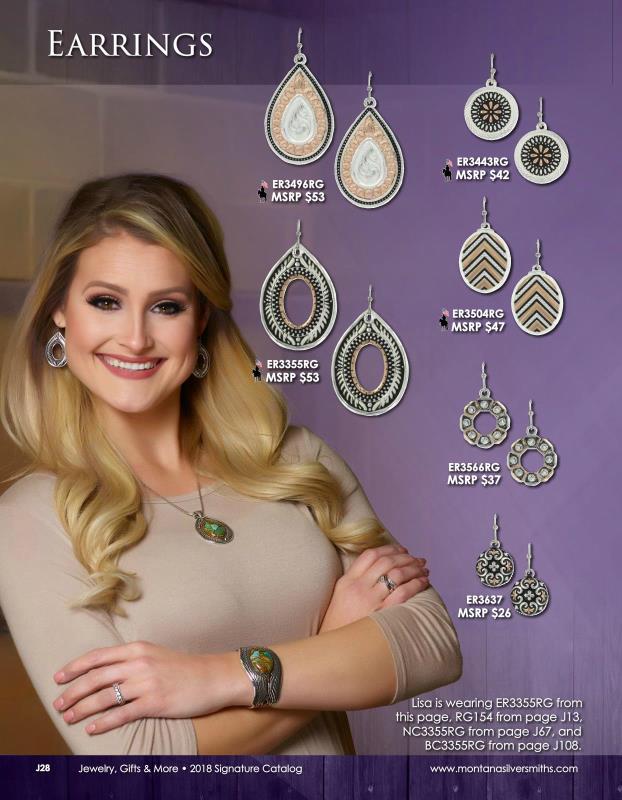 EARRINGS
ER3496RG
MSRP $53
ER3443RG
MSRP $42
ER3504RG
MSRP $47
ER3355RG
MSRP $53
ER3566RG
MSRP $37
ER3637
MSRP $26
Lisa is wearing ER3355RG from
this page, RG154 from page J13,
NC3355RG from page J67, and
BC3355RG from page J108.
J28 Jewelry, Gifts & More • 2018 Signature Catalog www.montanasilversmiths.com